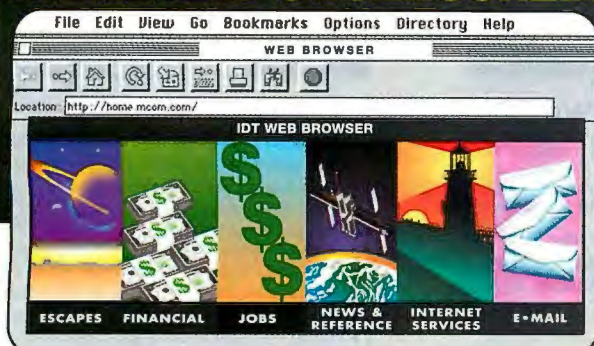 File Edit View Go Bookmarks Options Directory Help
WEB BROWSER
Location: http://home.mcom.com/
IDT WEB BROWSER
$ $ $
ESCAPES FINANCIAL JOBS NEWS & REFERENCE INTERNET SERVICES E•MAIL